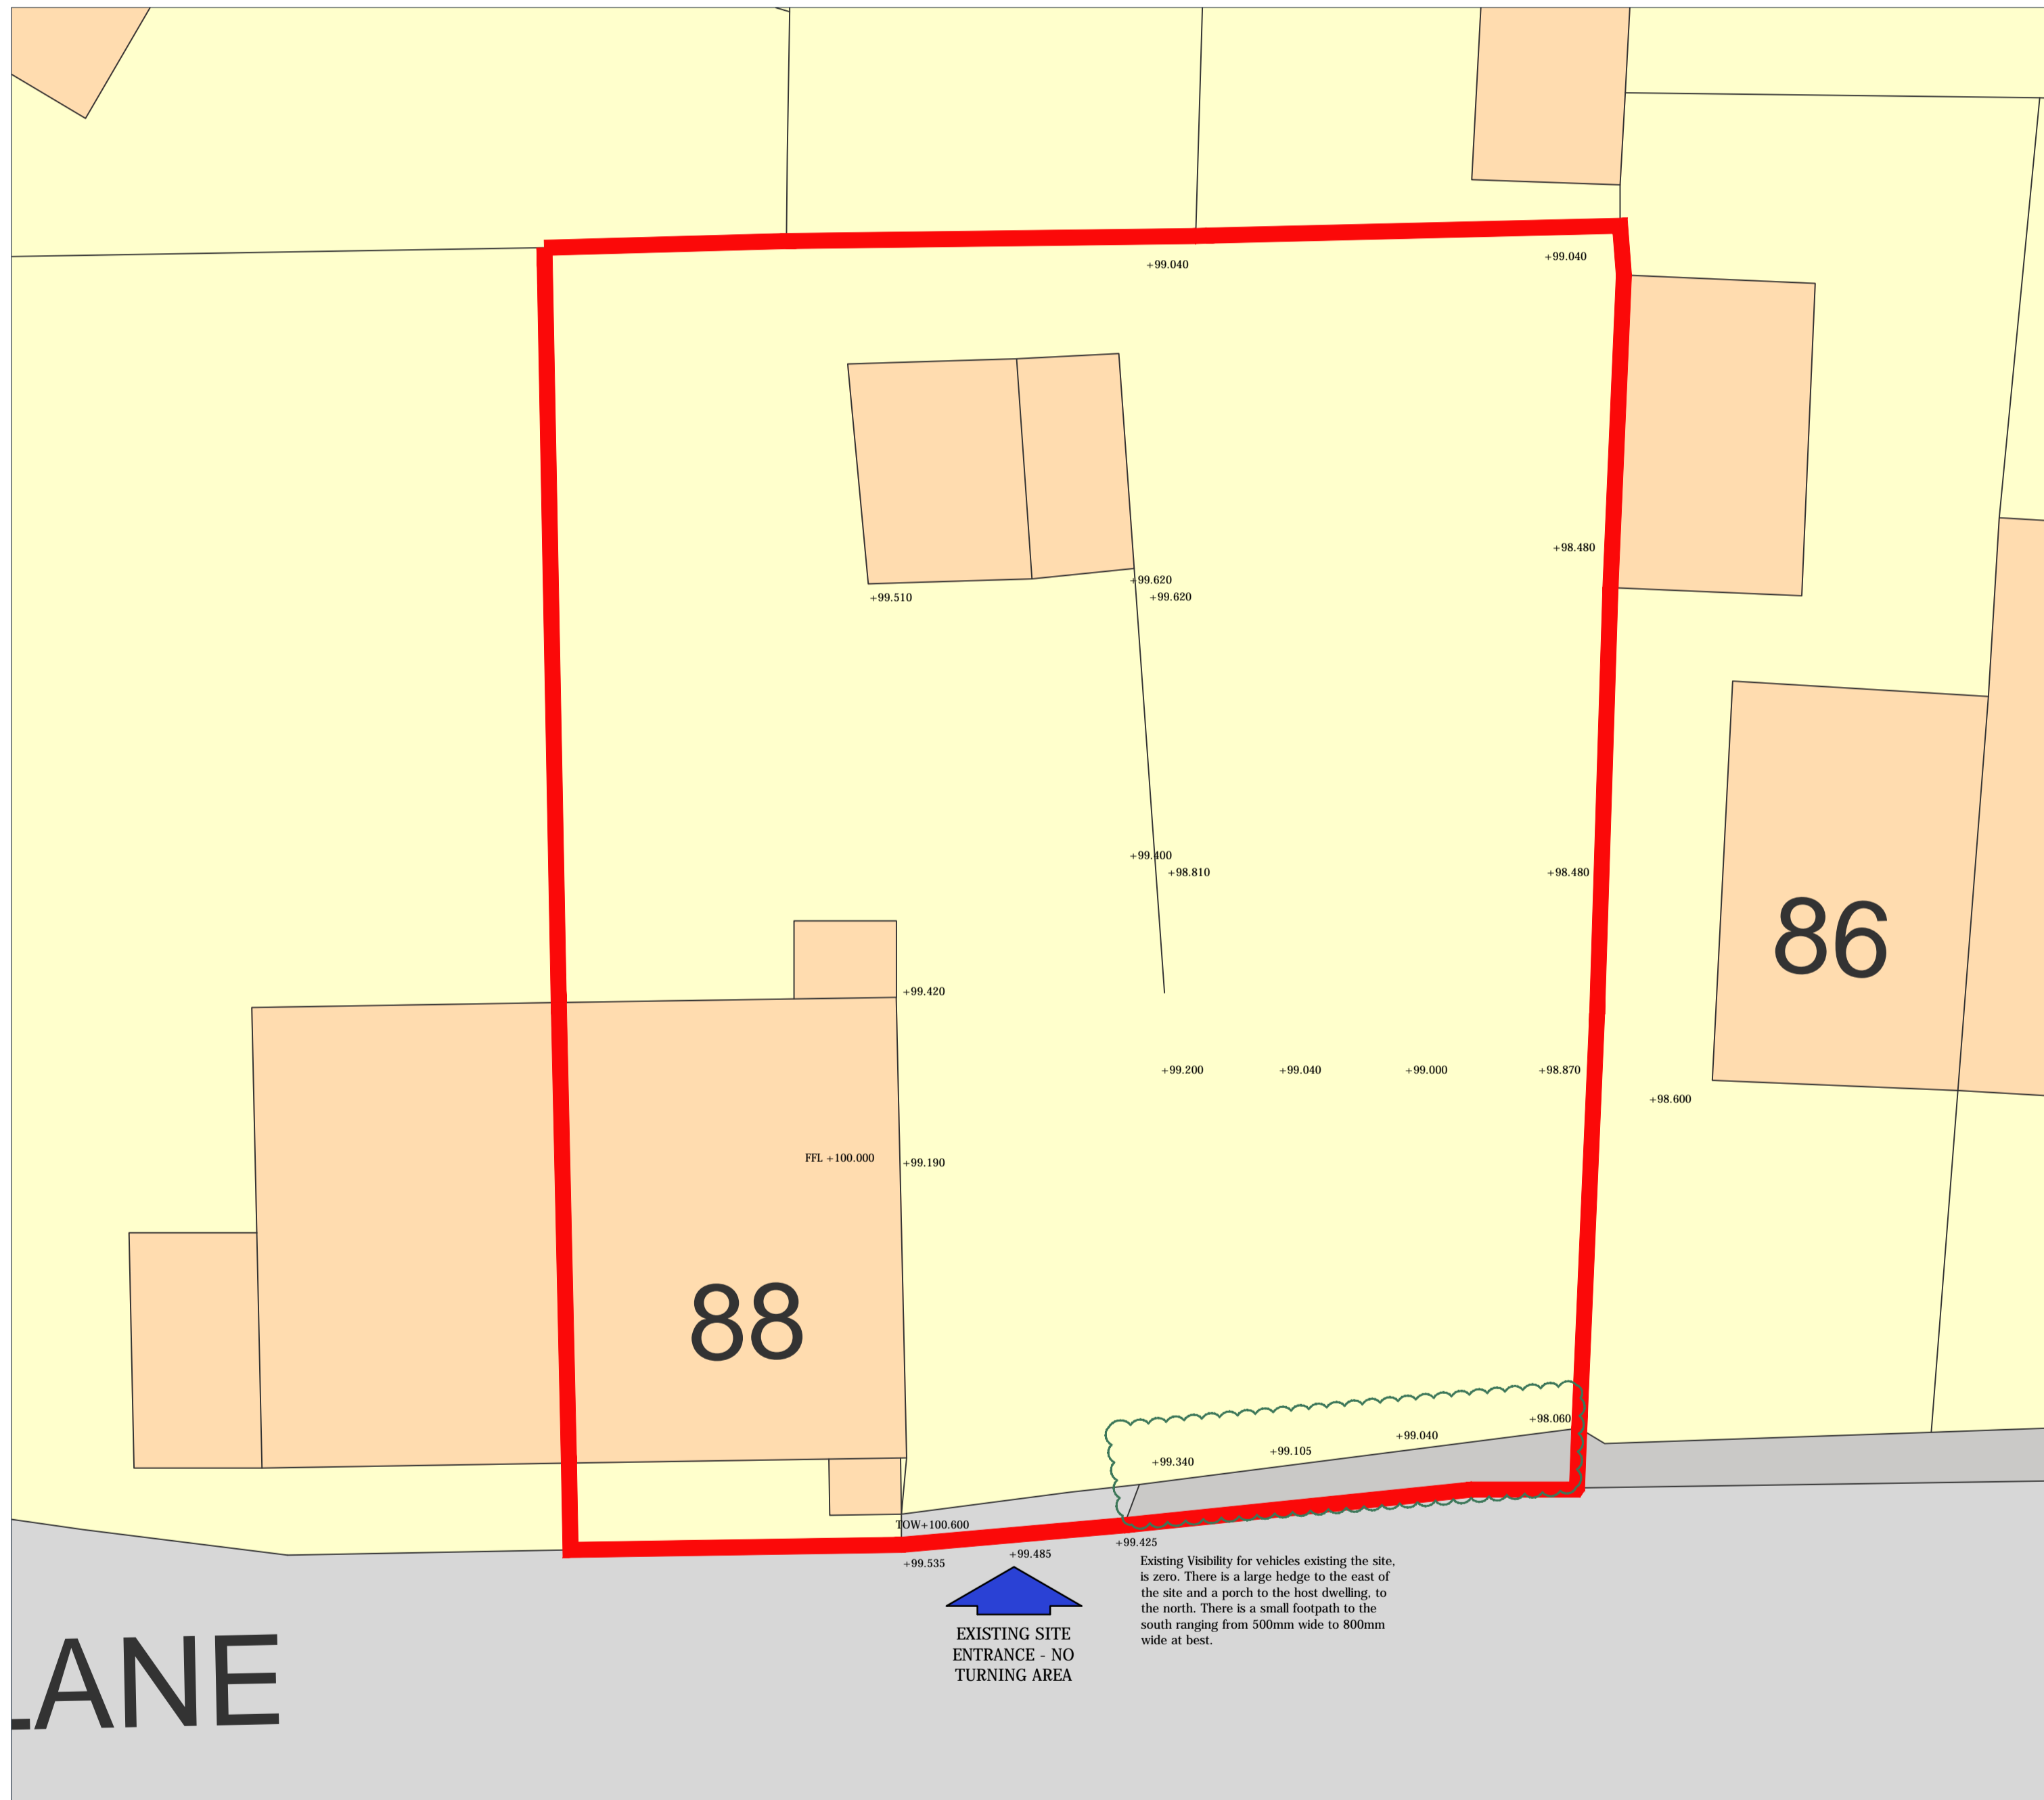 +99.040
+99.040
+98.480
+99.620
+99.510
+99.620
+99.400
+98.810
+98.480
86
+99.420
+99.200
+99.040
+99.000
+98.870
+98.600
FFL +100.000
+99.190
88
+98.060
+99.040
+99.105
+99.340
TOW+100.600
+99.535
+99.485
+99.425
Existing Visibility for vehicles existing the site,
is zero. There is a large hedge to the east of
the site and a porch to the host dwelling, to
the north. There is a small footpath to the
south ranging from 500mm wide to 800mm
wide at best.
EXISTING SITE
ENTRANCE - NO
TURNING AREA
LANE